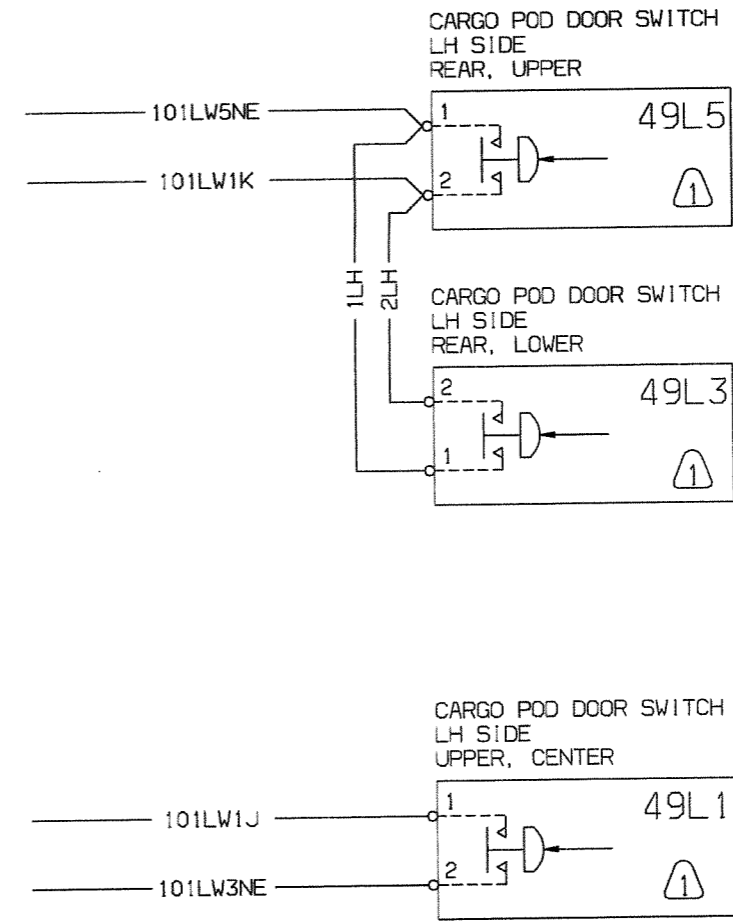 CARGO POD DOOR SWITCH
LH SIDE
REAR, UPPER
101LW5NE
1
49L5
101LW1K
2
1
1LH
2LH
CARGO POD DOOR SWITCH
LH SIDE
REAR, LOWER
2
49L3
1
1
CARGO POD DOOR SWITCH
LH SIDE
UPPER, CENTER
101LW1J
1
49L1
101LW3NE
2
1